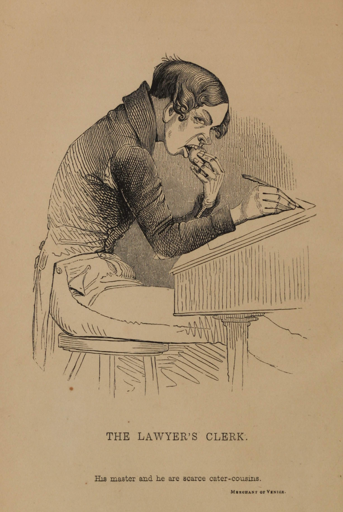 THE LAWYER'S CLERK.
His master and he are scarce cater-cousins.
MERCHANT OF VENICE.